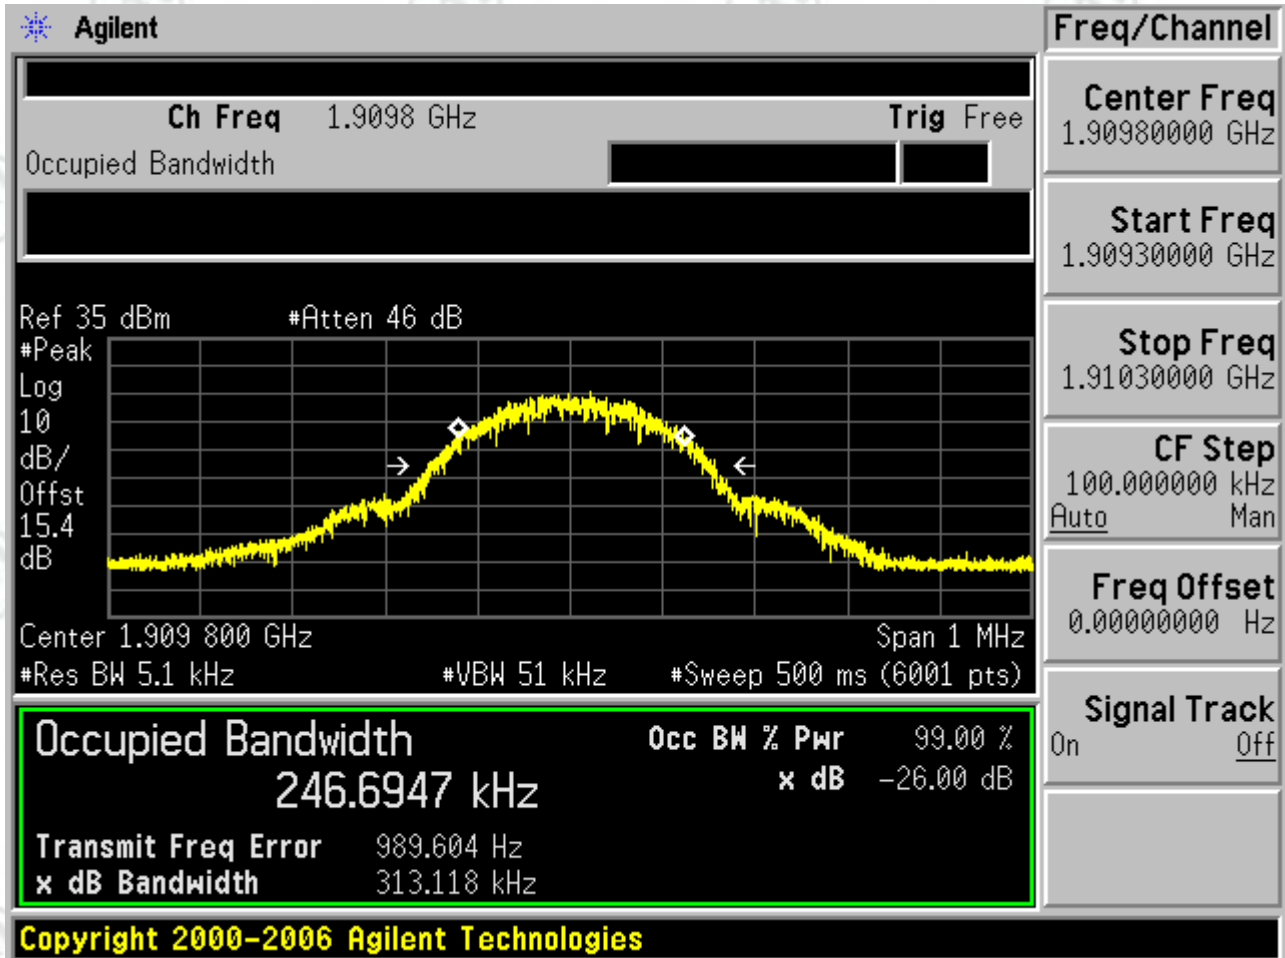 Agilent
Freq/Channel
Ch Freq 1.9098 GHz
Trig Free
Occupied Bandwidth
Center Freq
1.90980000 GHz
Start Freq
1.90930000 GHz
Stop Freq
1.91030000 GHz
CF Step
100.000000 kHz
Auto Man
Freq Offset
0.00000000 Hz
Signal Track
On Off
Ref 35 dBm
#Atten 46 dB
#Peak
Log
10
dB/
Offst
15.4
dB
Center 1.909 800 GHz
Span 1 MHz
#Res BW 5.1 kHz
#VBW 51 kHz
#Sweep 500 ms (6001 pts)
Occupied Bandwidth
246.6947 kHz
Occ BW % Pwr 99.00 %
x dB -26.00 dB
Transmit Freq Error 989.604 Hz
x dB Bandwidth 313.118 kHz
Copyright 2000-2006 Agilent Technologies